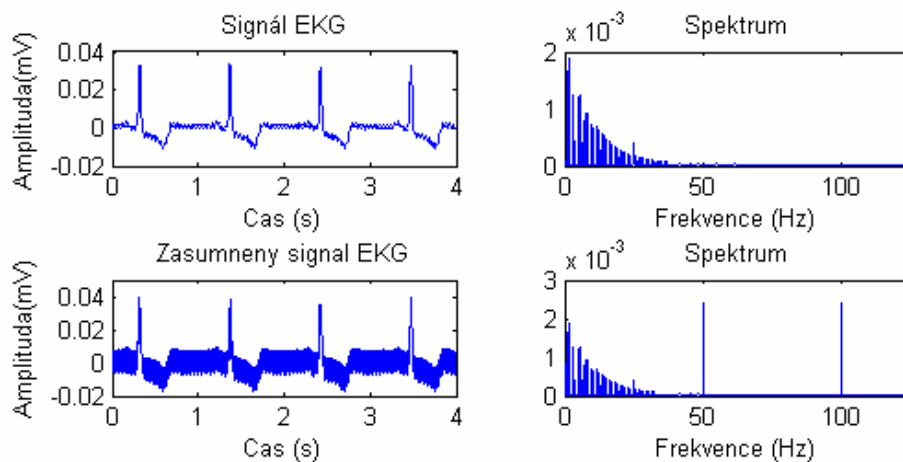 Signál EKG
Amplituda(mV)
0.04
0.02
0
-0.02
0 1 2 3 4
Cas (s)
Spektrum
x 10^-3
2
1
0
0 50 100
Frekvence (Hz)
Zasumneny signal EKG
Amplituda(mV)
0.04
0.02
0
-0.02
0 1 2 3 4
Cas (s)
Spektrum
x 10^-3
3
2
1
0
0 50 100
Frekvence (Hz)